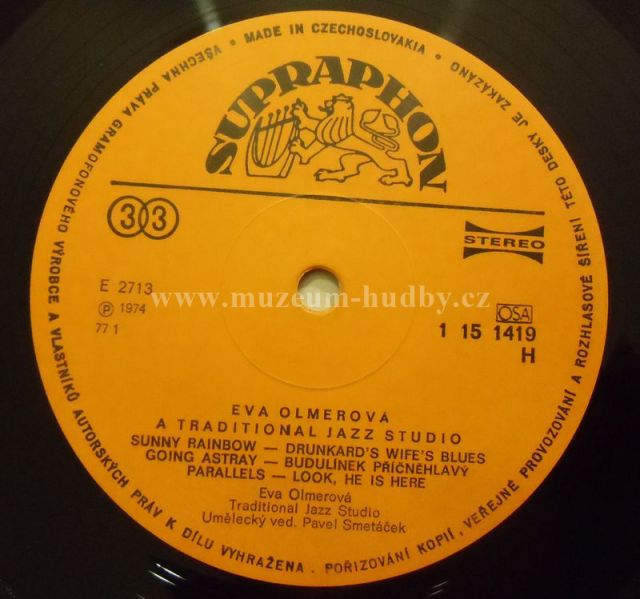 VŠECHNA PRÁVA GRAMOFONOVÉHO VÝROBCE A VLASTNÍKŮ AUTORSKÝCH PRÁV K DÍLU VYHRAŽENA . POŘIZOVÁNÍ KOPIÍ, VEŘEJNÉ PROVOZOVÁNÍ A ROZHLASOVÉ ŠÍŘENÍ TÉTO DESKY JE ZAKÁZÁNO
• MADE IN CZECHOSLOVAKIA •
SUPRAPHON
33
STEREO
E 2713
Ⓟ 1974
77 1
www.muzeum-hudby.cz
OSA
1 15 1419
H
EVA OLMEROVÁ
A TRADITIONAL JAZZ STUDIO
SUNNY RAINBOW — DRUNKARD'S WIFE'S BLUES
GOING ASTRAY — BUDULÍNEK PŘÍČNĚHLAVÝ
PARALLELS — LOOK, HE IS HERE
Eva Olmerová
Traditional Jazz Studio
Umělecký ved. Pavel Smetáček